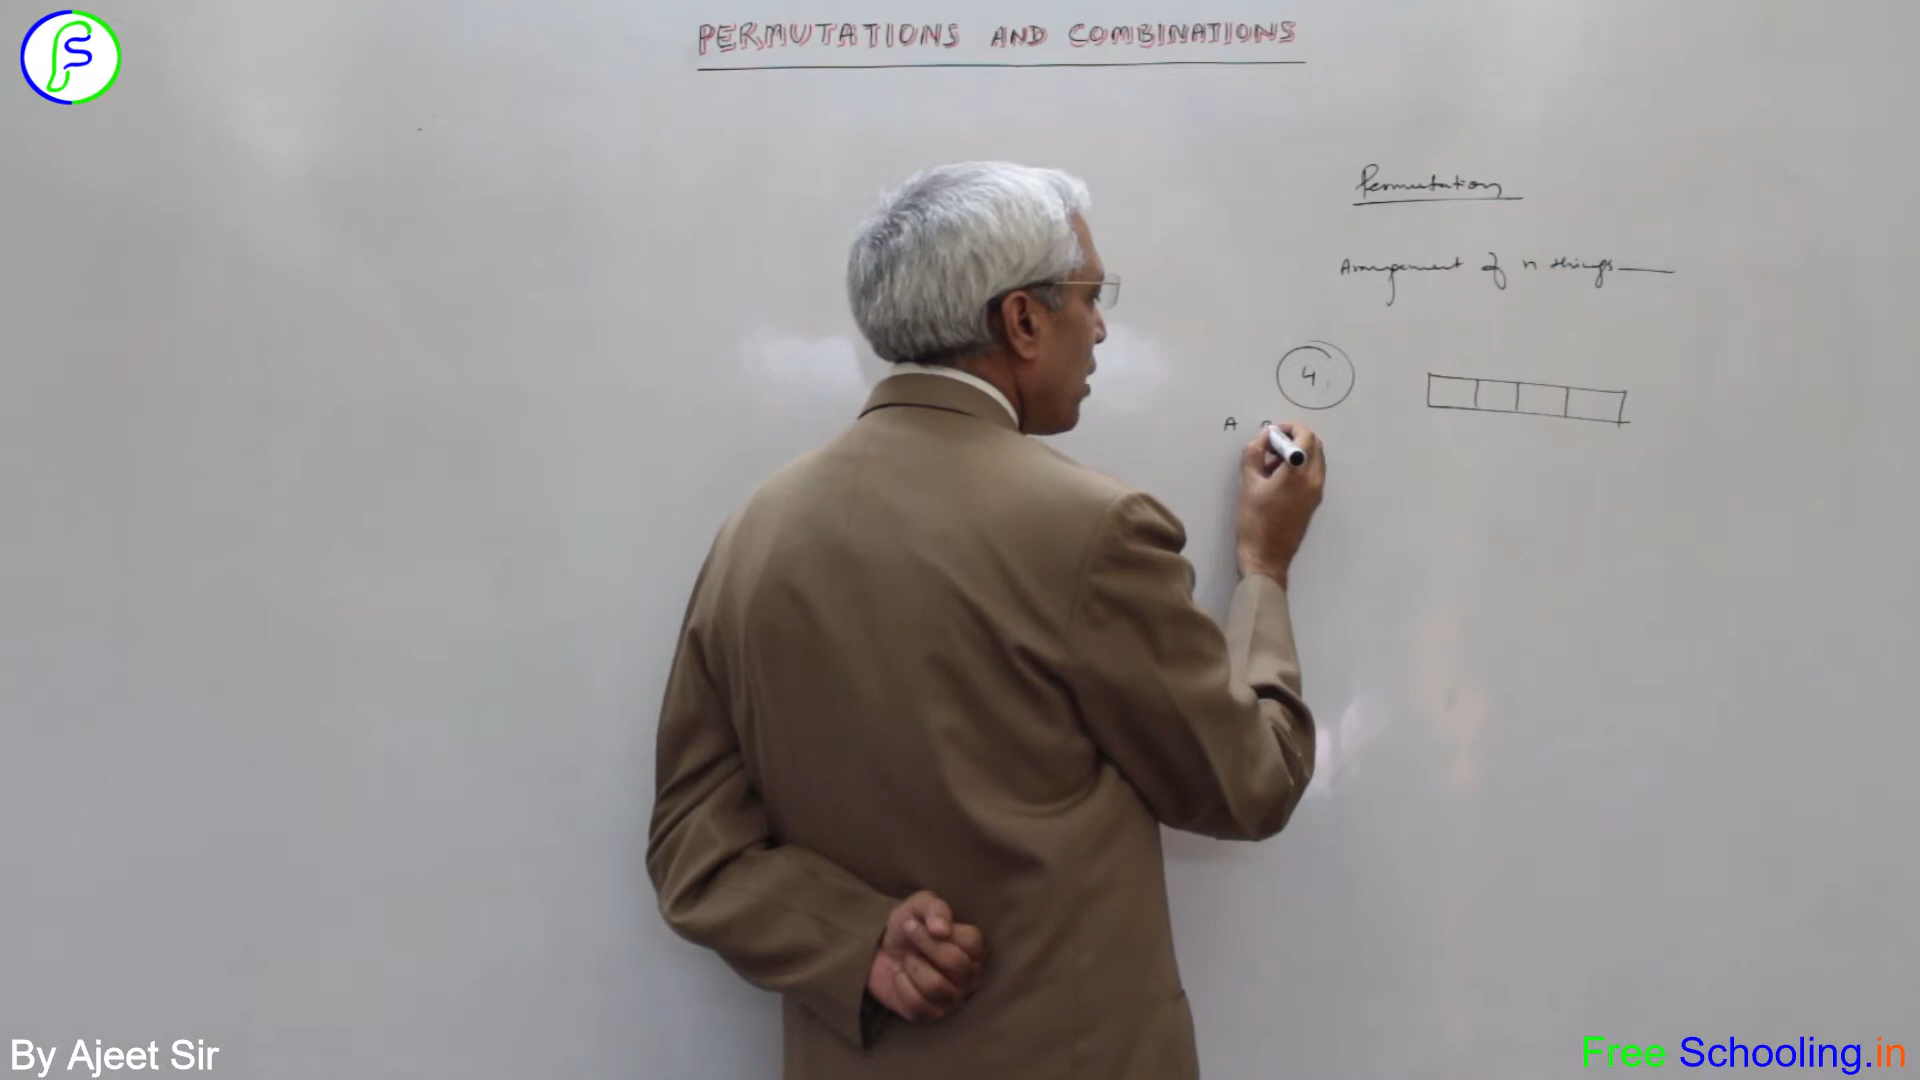 PERMUTATIONS AND COMBINATIONS
Permutation
Arrangement of n things
4
A
By Ajeet Sir
Free Schooling.in